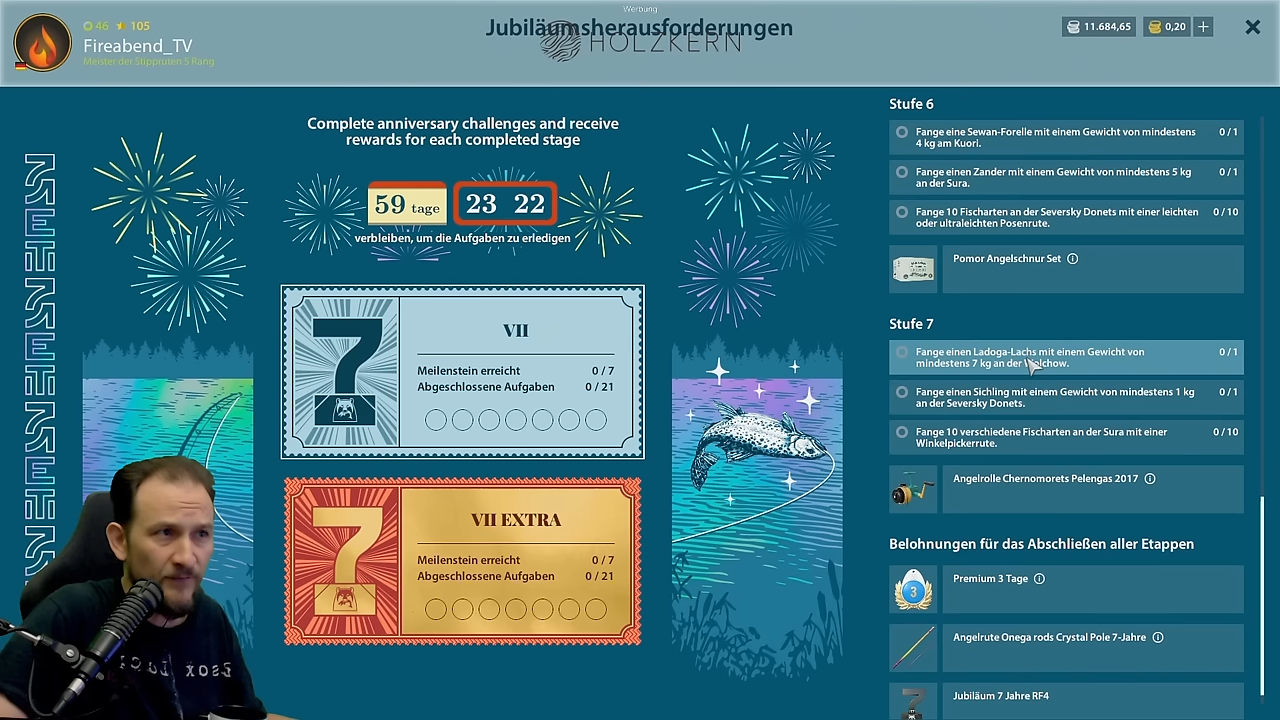 Werbung
Jubiläumsherausforderungen
HOLZKERN
46 105
Fireabend_TV
Meister der Stippruten 5 Rang
11.684,65
0,20
Complete anniversary challenges and receive
rewards for each completed stage
59 tage
23 22
verbleiben, um die Aufgaben zu erledigen
7
VII
Meilenstein erreicht 0 / 7
Abgeschlossene Aufgaben 0 / 21
7
VII EXTRA
Meilenstein erreicht 0 / 7
Abgeschlossene Aufgaben 0 / 21
Stufe 6
Fange eine Sewan-Forelle mit einem Gewicht von mindestens 0 / 1
4 kg am Kuori.
Fange einen Zander mit einem Gewicht von mindestens 5 kg 0 / 1
an der Sura.
Fange 10 Fischarten an der Seversky Donets mit einer leichten 0 / 10
oder ultraleichten Posenrute.
Pomor Angelschnur Set
Stufe 7
Fange einen Ladoga-Lachs mit einem Gewicht von 0 / 1
mindestens 7 kg an der Wolchow.
Fange einen Sichling mit einem Gewicht von mindestens 1 kg 0 / 1
an der Seversky Donets.
Fange 10 verschiedene Fischarten an der Sura mit einer 0 / 10
Winkelpickerrute.
Angelrolle Chernomorets Pelengas 2017
Belohnungen für das Abschließen aller Etappen
3
Premium 3 Tage
Angelrute Onega rods Crystal Pole 7-Jahre
7
Jubiläum 7 Jahre RF4